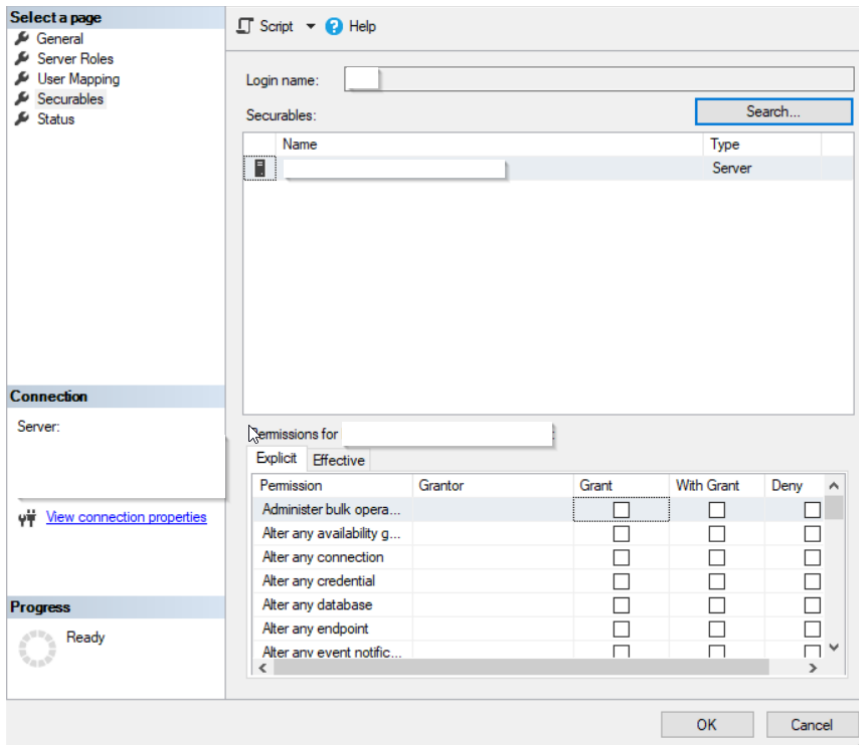 Select a page
General
Server Roles
User Mapping
Securables
Status
Script Help
Login name:
Securables:
Search...
Name Type
Server
Connection
Server:
View connection properties
Progress
Ready
Permissions for :
Explicit Effective
Permission Grantor Grant With Grant Deny
Administer bulk opera...
Alter any availability g...
Alter any connection
Alter any credential
Alter any database
Alter any endpoint
Alter any event notific...
OK Cancel